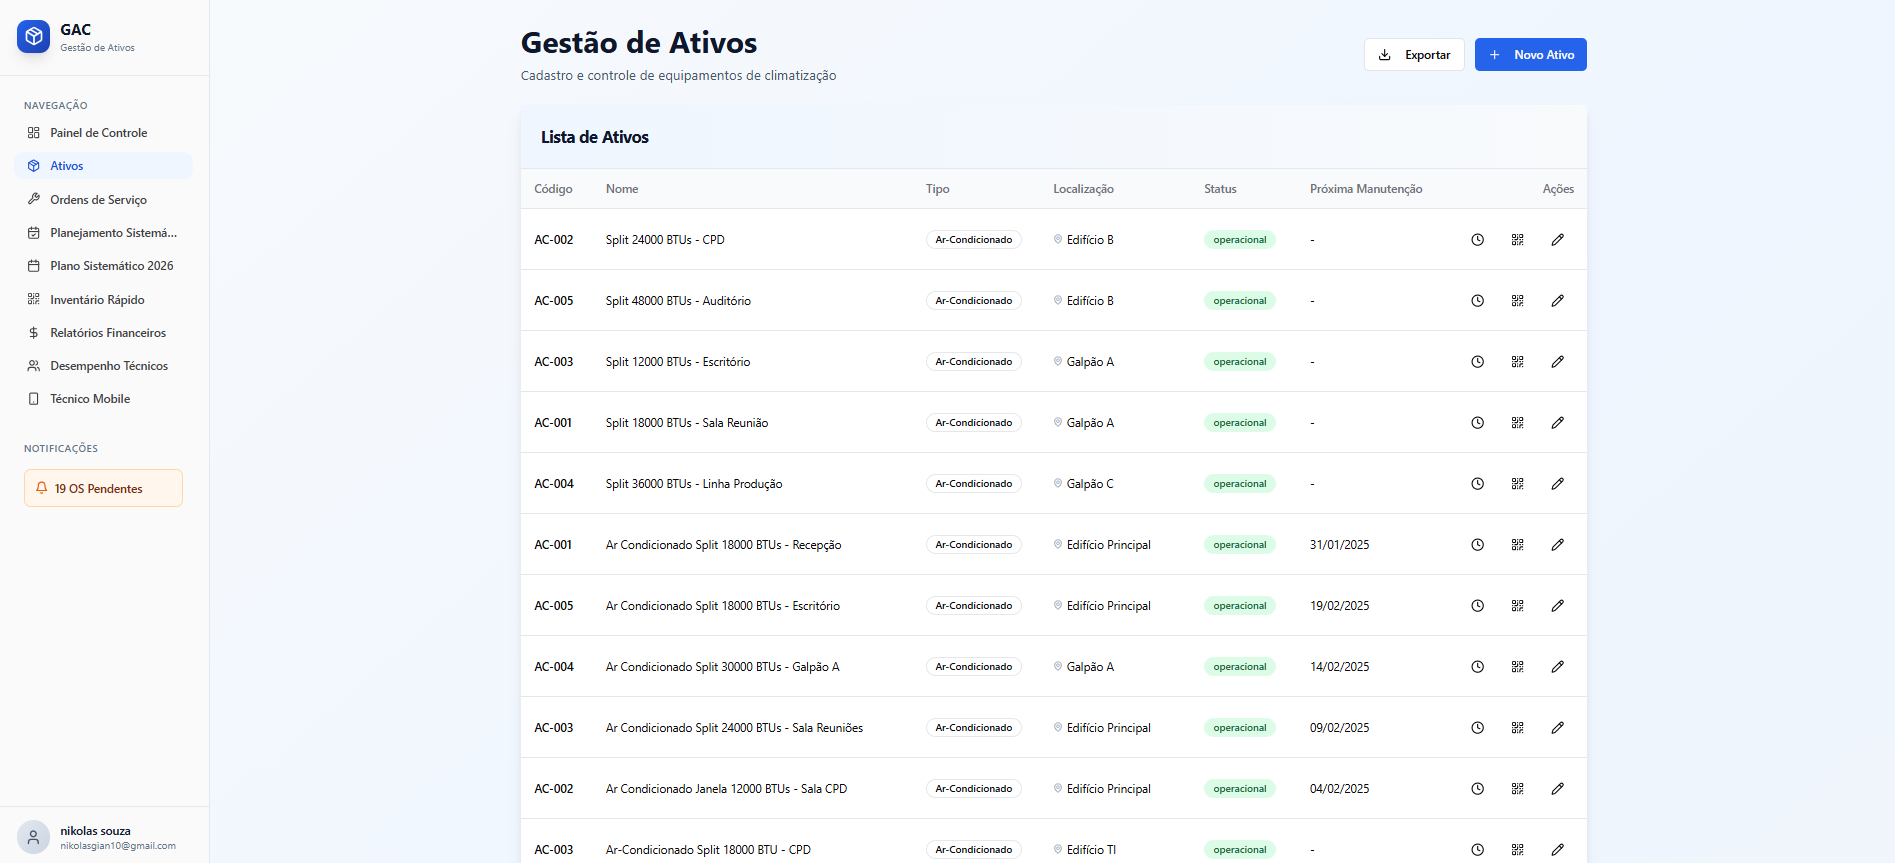 GAC
Gestão de Ativos
NAVEGAÇÃO
Painel de Controle
Ativos
Ordens de Serviço
Planejamento Sistemá...
Plano Sistemático 2026
Inventário Rápido
Relatórios Financeiros
Desempenho Técnicos
Técnico Mobile
NOTIFICAÇÕES
19 OS Pendentes
nikolas souza
nikolasgian10@gmail.com
Gestão de Ativos
Cadastro e controle de equipamentos de climatização
Exportar
Novo Ativo
Lista de Ativos
Código Nome Tipo Localização Status Próxima Manutenção Ações
AC-002 Split 24000 BTUs - CPD Ar-Condicionado Edifício B operacional -
AC-005 Split 48000 BTUs - Auditório Ar-Condicionado Edifício B operacional -
AC-003 Split 12000 BTUs - Escritório Ar-Condicionado Galpão A operacional -
AC-001 Split 18000 BTUs - Sala Reunião Ar-Condicionado Galpão A operacional -
AC-004 Split 36000 BTUs - Linha Produção Ar-Condicionado Galpão C operacional -
AC-001 Ar Condicionado Split 18000 BTUs - Recepção Ar-Condicionado Edifício Principal operacional 31/01/2025
AC-005 Ar Condicionado Split 18000 BTUs - Escritório Ar-Condicionado Edifício Principal operacional 19/02/2025
AC-004 Ar Condicionado Split 30000 BTUs - Galpão A Ar-Condicionado Galpão A operacional 14/02/2025
AC-003 Ar Condicionado Split 24000 BTUs - Sala Reuniões Ar-Condicionado Edifício Principal operacional 09/02/2025
AC-002 Ar Condicionado Janela 12000 BTUs - Sala CPD Ar-Condicionado Edifício Principal operacional 04/02/2025
AC-003 Ar-Condicionado Split 18000 BTU - CPD Ar-Condicionado Edifício TI operacional -